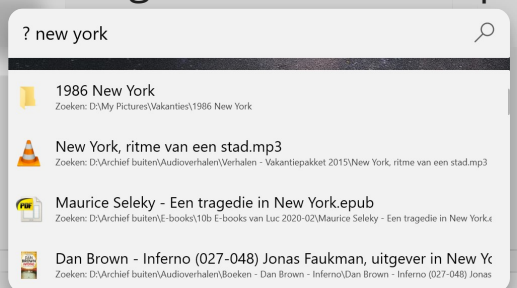 ? new york
1986 New York
Zoeken: D:\My Pictures\Vakanties\1986 New York
New York, ritme van een stad.mp3
Zoeken: D:\Archief buiten\Audioverhalen\Verhalen - Vakantiepakket 2015\New York, ritme van een stad.mp3
PDF
Maurice Seleky - Een tragedie in New York.epub
Zoeken: D:\Archief buiten\E-books\10b E-books van Luc 2020-02\Maurice Seleky - Een tragedie in New York.e
Dan Brown - Inferno (027-048) Jonas Faukman, uitgever in New Yo
Zoeken: D:\Archief buiten\Audioverhalen\Boeken - Dan Brown - Inferno\Dan Brown - Inferno (027-048) Jonas